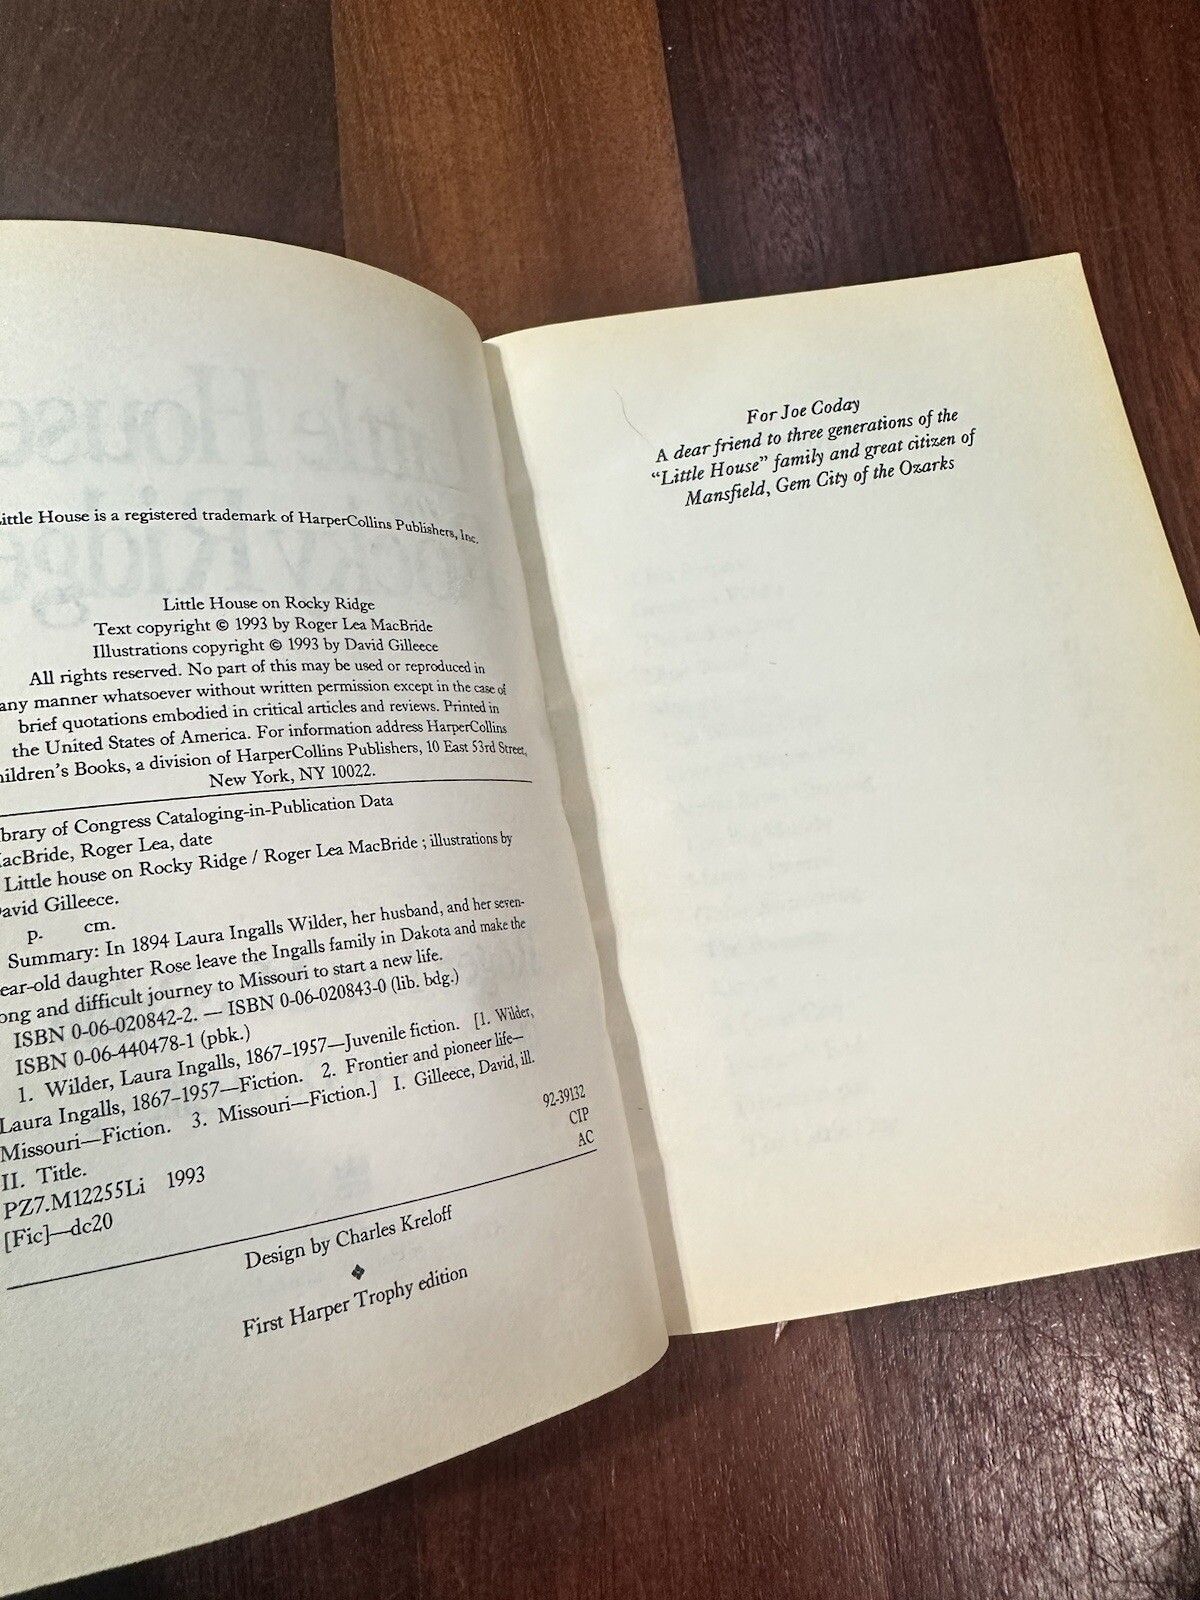 Little House is a registered trademark of HarperCollins Publishers, Inc.
Little House on Rocky Ridge
Text copyright © 1993 by Roger Lea MacBride
Illustrations copyright © 1993 by David Gilleece
All rights reserved. No part of this may be used or reproduced in
any manner whatsoever without written permission except in the case of
brief quotations embodied in critical articles and reviews. Printed in
the United States of America. For information address HarperCollins
hildren's Books, a division of HarperCollins Publishers, 10 East 53rd Street,
New York, NY 10022.
brary of Congress Cataloging-in-Publication Data
MacBride, Roger Lea, date
Little house on Rocky Ridge / Roger Lea MacBride ; illustrations by
David Gilleece.
p. cm.
Summary: In 1894 Laura Ingalls Wilder, her husband, and her seven-
ear-old daughter Rose leave the Ingalls family in Dakota and make the
ong and difficult journey to Missouri to start a new life.
ISBN 0-06-020842-2. — ISBN 0-06-020843-0 (lib. bdg.)
ISBN 0-06-440478-1 (pbk.)
1. Wilder, Laura Ingalls, 1867–1957—Juvenile fiction. [1. Wilder,
Laura Ingalls, 1867–1957—Fiction. 2. Frontier and pioneer life—
Missouri—Fiction. 3. Missouri—Fiction.] I. Gilleece, David, ill.
II. Title.
PZ7.M12255Li 1993
92-39132
[Fic]—dc20
CIP
AC
Design by Charles Kreloff
First Harper Trophy edition
For Joe Coday
A dear friend to three generations of the
“Little House” family and great citizen of
Mansfield, Gem City of the Ozarks